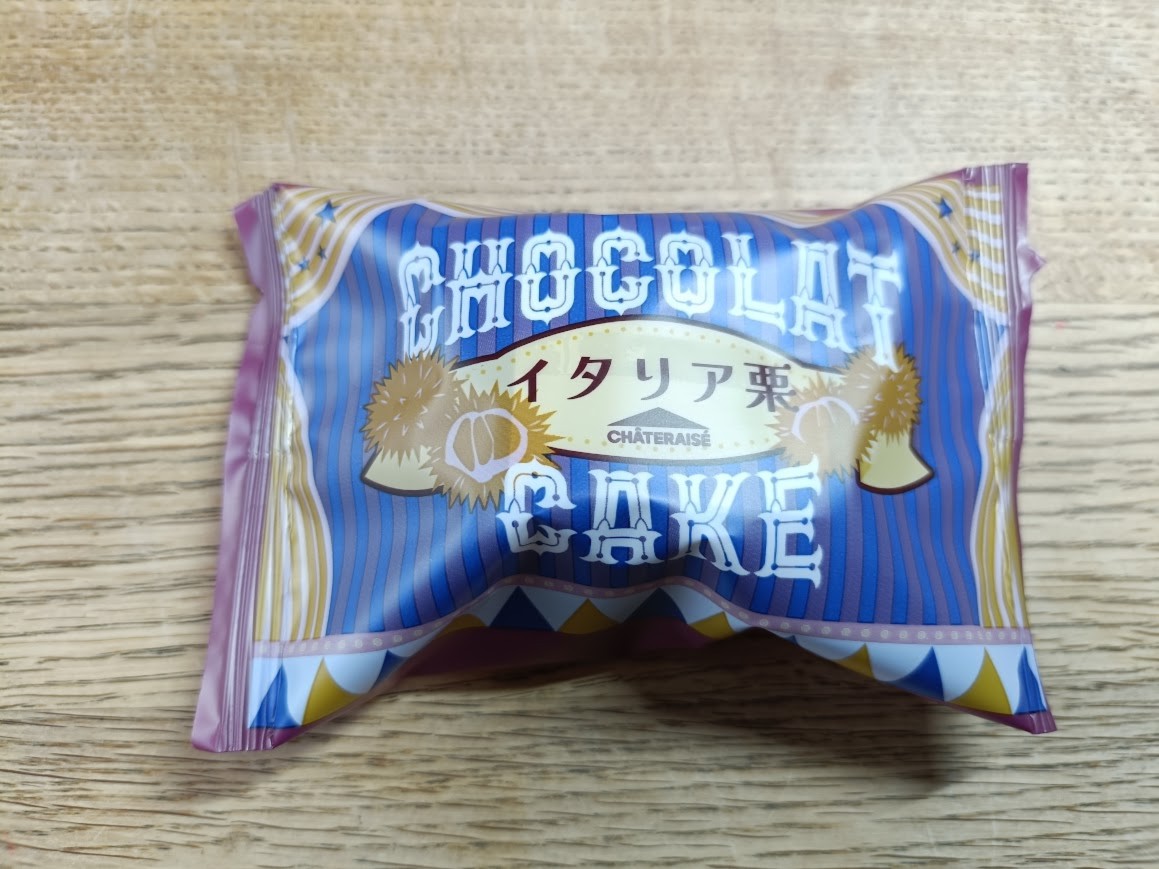 CHOCOLAT
イタリア栗
CHÂTERAISÉ
CAKE